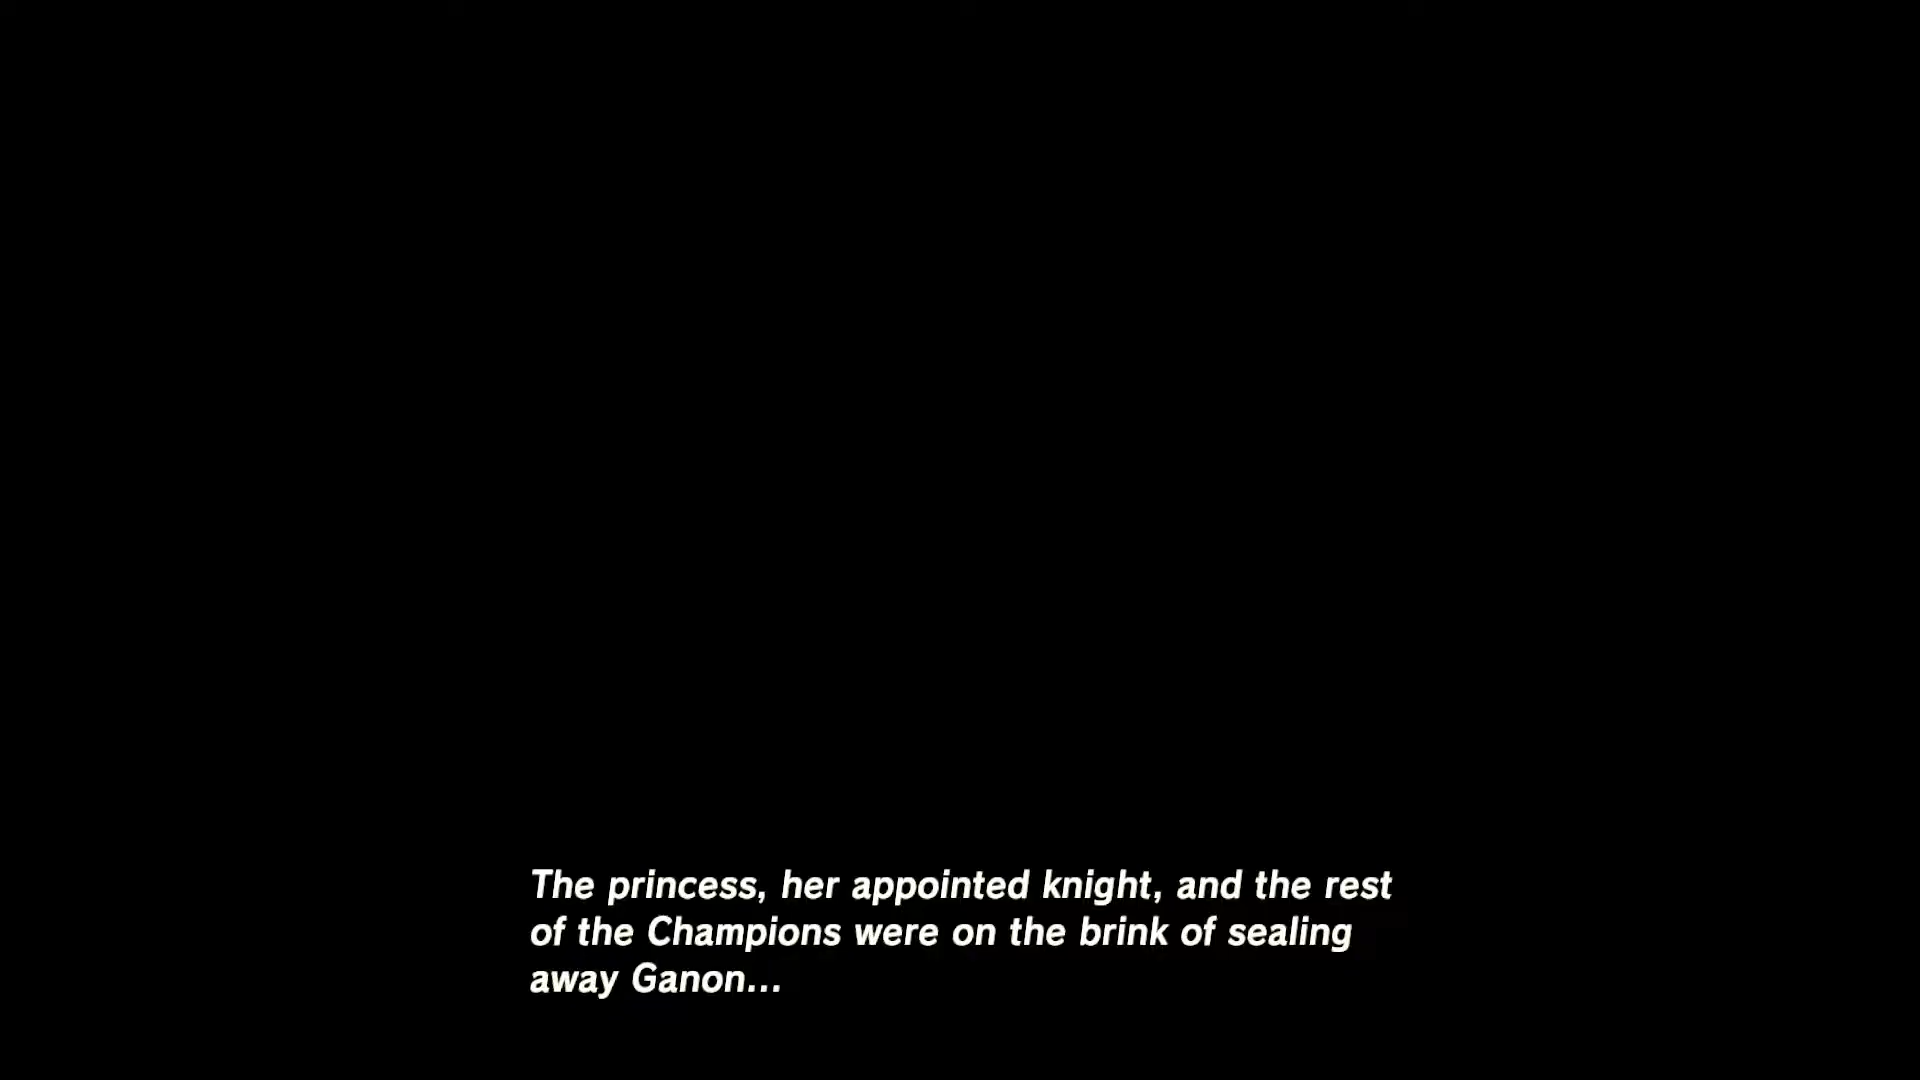 The princess, her appointed knight, and the rest
of the Champions were on the brink of sealing
away Ganon...